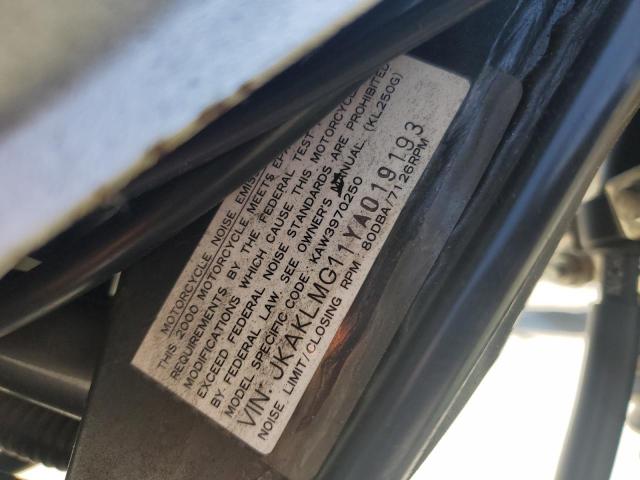 MOTORCYCLE NOISE EMIS
THIS 2000 MOTORCYCLE MEETS EPA
REQUIREMENTS BY THE FEDERAL TEST
MODIFICATIONS WHICH CAUSE THIS MOTORCYCLE
EXCEED FEDERAL NOISE STANDARDS ARE PROHIBITED
BY FEDERAL LAW. SEE OWNER'S MANUAL. (KL250G)
MODEL SPECIFIC CODE: KAW3970250
VIN: JKAKLMG11YA019193
NOISE LIMIT/CLOSING RPM: 80DBA/7126RPM